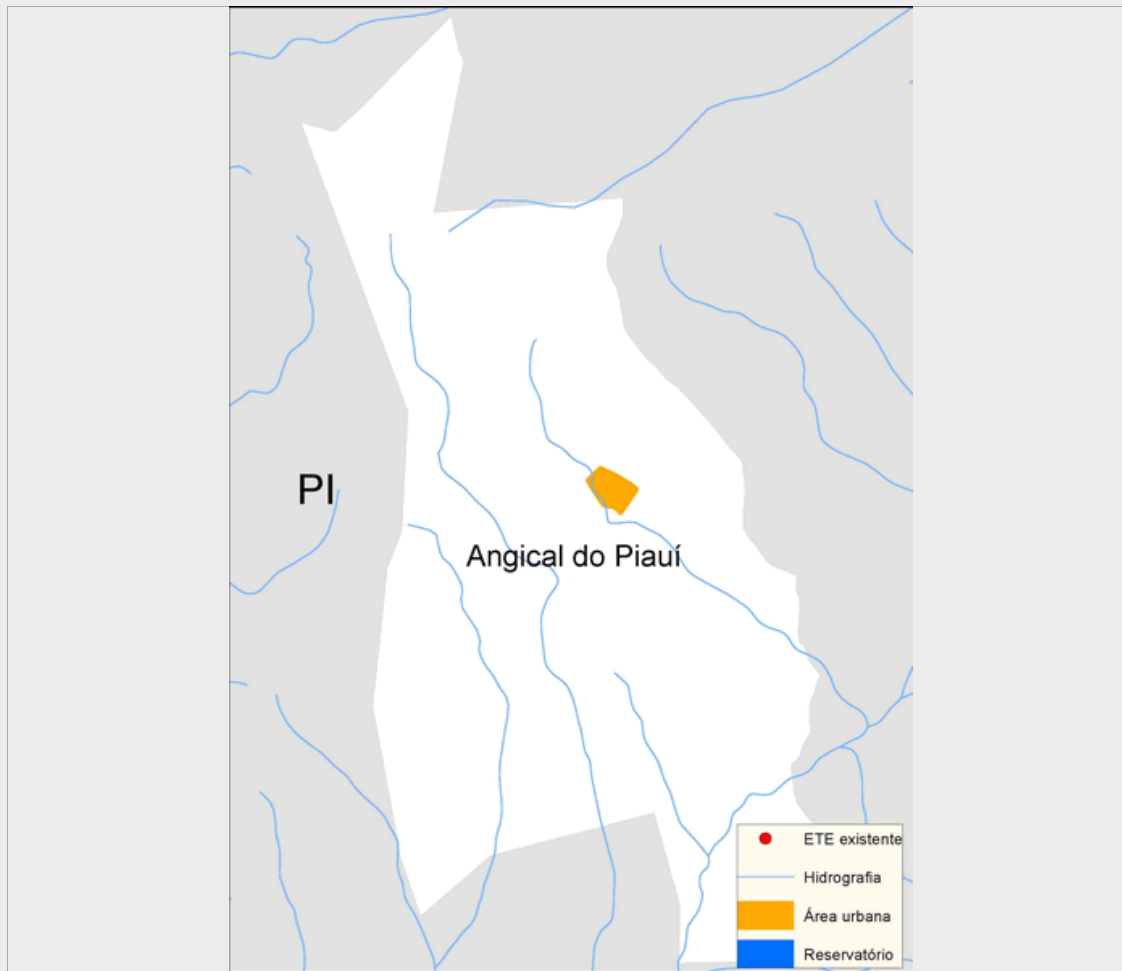 PI
Angical do Piauí
ETE existente
Hidrografia
Área urbana
Reservatório